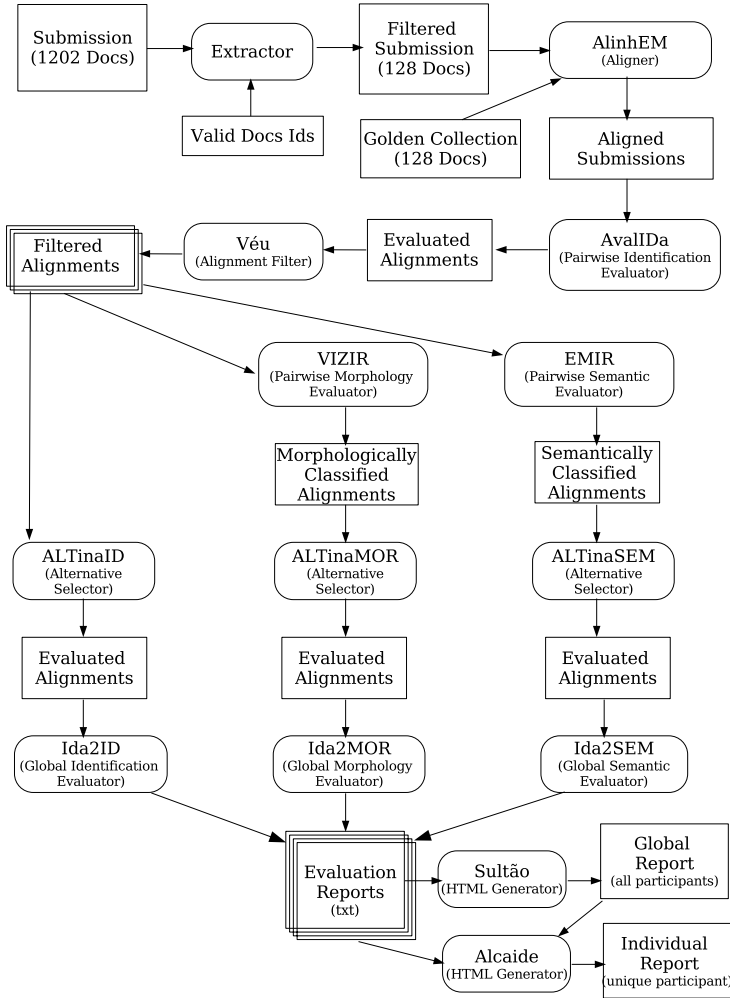 Submission
(1202 Docs)
Extractor
Filtered
Submission
(128 Docs)
AlinhEM
(Aligner)
Valid Docs Ids
Golden Collection
(128 Docs)
Aligned
Submissions
Filtered
Alignments
Véu
(Alignment Filter)
Evaluated
Alignments
AvalIDa
(Pairwise Identification
Evaluator)
VIZIR
(Pairwise Morphology
Evaluator)
EMIR
(Pairwise Semantic
Evaluator)
Morphologically
Classified
Alignments
Semantically
Classified
Alignments
ALTinaID
(Alternative
Selector)
ALTinaMOR
(Alternative
Selector)
ALTinaSEM
(Alternative
Selector)
Evaluated
Alignments
Evaluated
Alignments
Evaluated
Alignments
Ida2ID
(Global Identification
Evaluator)
Ida2MOR
(Global Morphology
Evaluator)
Ida2SEM
(Global Semantic
Evaluator)
Evaluation
Reports
(txt)
Sultão
(HTML Generator)
Global
Report
(all participants)
Alcaide
(HTML Generator)
Individual
Report
(unique participant)